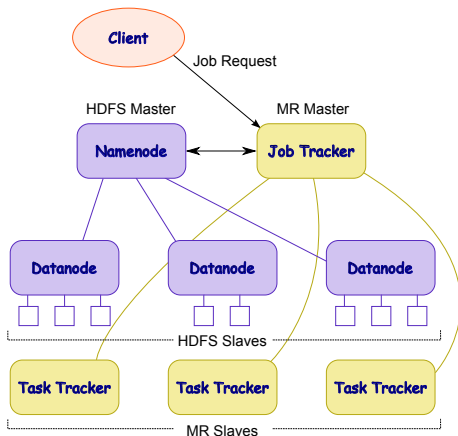 Client
Job Request
HDFS Master
MR Master
Namenode
Job Tracker
Datanode
Datanode
Datanode
HDFS Slaves
Task Tracker
Task Tracker
Task Tracker
MR Slaves